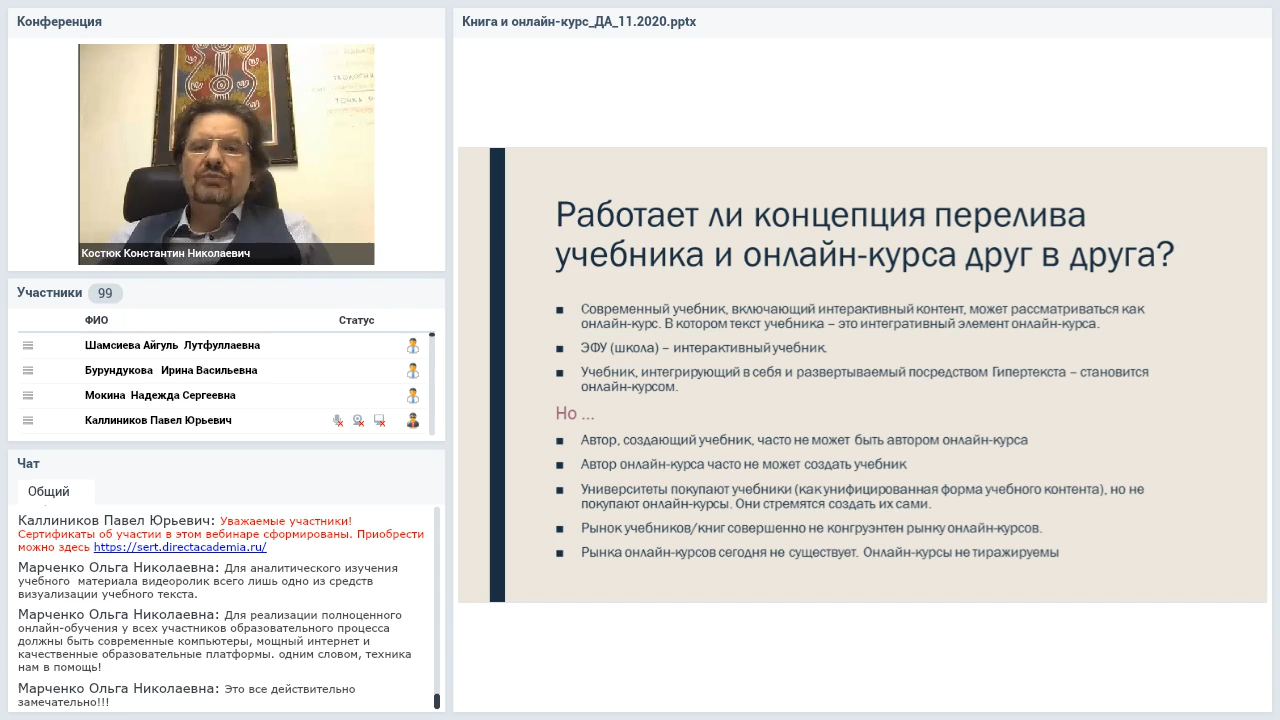 Конференция
Костюк Константин Николаевич
Участники 99
ФИО Статус
Шамсиева Айгуль Лутфуллаевна
Бурундукова Ирина Васильевна
Мокина Надежда Сергеевна
Каллиников Павел Юрьевич
Чат
Общий
Каллиников Павел Юрьевич: Уважаемые участники!
Сертификаты об участии в этом вебинаре сформированы. Приобрести
можно здесь https://sert.directacademia.ru/
Марченко Ольга Николаевна: Для аналитического изучения
учебного материала видеоролик всего лишь одно из средств
визуализации учебного текста.
Марченко Ольга Николаевна: Для реализации полноценного
онлайн-обучения у всех участников образовательного процесса
должны быть современные компьютеры, мощный интернет и
качественные образовательные платформы. одним словом, техника
нам в помощь!
Марченко Ольга Николаевна: Это все действительно
замечательно!!!
Книга и онлайн-курс_ДА_11.2020.pptx
Работает ли концепция перелива
учебника и онлайн-курса друг в друга?
Современный учебник, включающий интерактивный контент, может рассматриваться как
онлайн-курс. В котором текст учебника – это интегративный элемент онлайн-курса.
ЭФУ (школа) – интерактивный учебник.
Учебник, интегрирующий в себя и развертываемый посредством Гипертекста – становится
онлайн-курсом.
Но ...
Автор, создающий учебник, часто не может быть автором онлайн-курса
Автор онлайн-курса часто не может создать учебник
Университеты покупают учебники (как унифицированная форма учебного контента), но не
покупают онлайн-курсы. Они стремятся создать их сами.
Рынок учебников/книг совершенно не конгруэнтен рынку онлайн-курсов.
Рынка онлайн-курсов сегодня не существует. Онлайн-курсы не тиражируемы